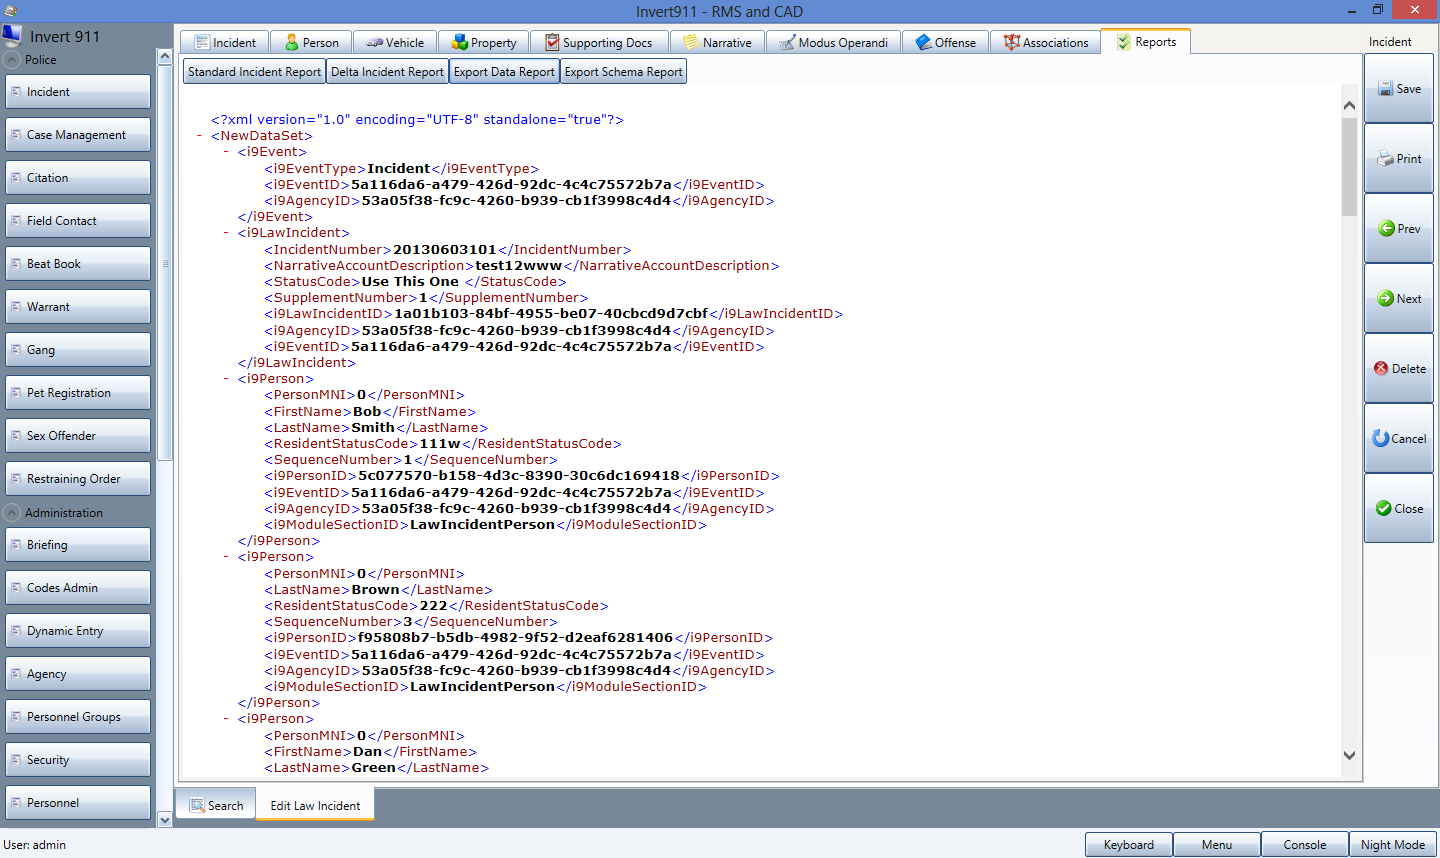 Invert911 - RMS and CAD
Invert 911
Police
Incident
Case Management
Citation
Field Contact
Beat Book
Warrant
Gang
Pet Registration
Sex Offender
Restraining Order
Administration
Briefing
Codes Admin
Dynamic Entry
Agency
Personnel Groups
Security
Personnel
Incident Person Vehicle Property Supporting Docs Narrative Modus Operandi Offense Associations Reports
Standard Incident Report Delta Incident Report Export Data Report Export Schema Report
<?xml version="1.0" encoding="UTF-8" standalone="true"?>
- <NewDataSet>
- <i9Event>
<i9EventType>Incident</i9EventType>
<i9EventID>5a116da6-a479-426d-92dc-4c4c75572b7a</i9EventID>
<i9AgencyID>53a05f38-fc9c-4260-b939-cb1f3998c4d4</i9AgencyID>
</i9Event>
- <i9LawIncident>
<IncidentNumber>20130603101</IncidentNumber>
<NarrativeAccountDescription>test12www</NarrativeAccountDescription>
<StatusCode>Use This One </StatusCode>
<SupplementNumber>1</SupplementNumber>
<i9LawIncidentID>1a01b103-84bf-4955-be07-40cbcd9d7cbf</i9LawIncidentID>
<i9AgencyID>53a05f38-fc9c-4260-b939-cb1f3998c4d4</i9AgencyID>
<i9EventID>5a116da6-a479-426d-92dc-4c4c75572b7a</i9EventID>
</i9LawIncident>
- <i9Person>
<PersonMNI>0</PersonMNI>
<FirstName>Bob</FirstName>
<LastName>Smith</LastName>
<ResidentStatusCode>111w</ResidentStatusCode>
<SequenceNumber>1</SequenceNumber>
<i9PersonID>5c077570-b158-4d3c-8390-30c6dc169418</i9PersonID>
<i9EventID>5a116da6-a479-426d-92dc-4c4c75572b7a</i9EventID>
<i9AgencyID>53a05f38-fc9c-4260-b939-cb1f3998c4d4</i9AgencyID>
<i9ModuleSectionID>LawIncidentPerson</i9ModuleSectionID>
</i9Person>
- <i9Person>
<PersonMNI>0</PersonMNI>
<LastName>Brown</LastName>
<ResidentStatusCode>222</ResidentStatusCode>
<SequenceNumber>3</SequenceNumber>
<i9PersonID>f95808b7-b5db-4982-9f52-d2eaf6281406</i9PersonID>
<i9EventID>5a116da6-a479-426d-92dc-4c4c75572b7a</i9EventID>
<i9AgencyID>53a05f38-fc9c-4260-b939-cb1f3998c4d4</i9AgencyID>
<i9ModuleSectionID>LawIncidentPerson</i9ModuleSectionID>
</i9Person>
- <i9Person>
<PersonMNI>0</PersonMNI>
<FirstName>Dan</FirstName>
<LastName>Green</LastName>
Incident
Save
Print
Prev
Next
Delete
Cancel
Close
Search Edit Law Incident
User: admin
Keyboard Menu Console Night Mode